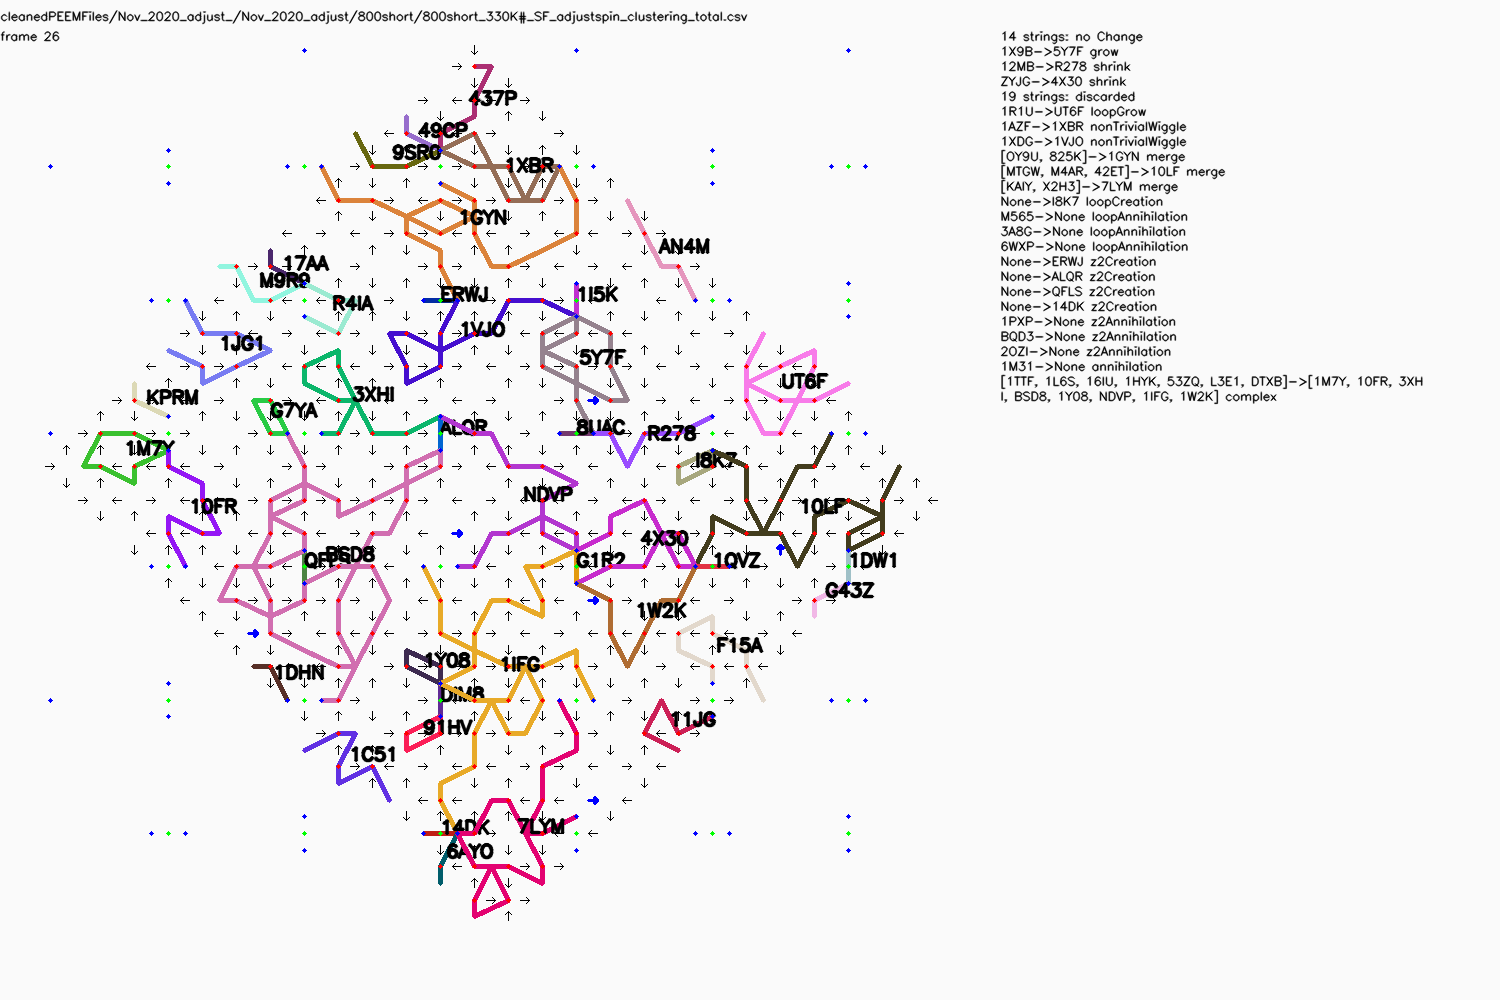 cleanedPEEMFiles/Nov_2020_adjust_/Nov_2020_adjust/800short/800short_330K#_SF_adjustspin_clustering_total.csv
frame 26
14 strings: no Change
1X9B->5Y7F grow
12MB->R278 shrink
ZYJG->4X30 shrink
19 strings: discarded
1R1U->UT6F loopGrow
1AZF->1XBR nonTrivialWiggle
1XDG->1VJO nonTrivialWiggle
[OY9U, 825K]->1GYN merge
[MTGW, M4AR, 42ET]->10LF merge
[KAIY, X2H3]->7LYM merge
None->I8K7 loopCreation
M565->None loopAnnihilation
3A8G->None loopAnnihilation
6WXP->None loopAnnihilation
None->ERWJ z2Creation
None->ALQR z2Creation
None->QFLS z2Creation
None->14DK z2Creation
1PXP->None z2Annihilation
BQD3->None z2Annihilation
2OZI->None z2Annihilation
1M31->None annihilation
[1TTF, 1L6S, 16IU, 1HYK, 53ZQ, L3E1, DTXB]->[1M7Y, 10FR, 3XH
I, BSD8, 1Y08, NDVP, 1IFG, 1W2K] complex
437P
49CP
9SR0
1XBR
1GYN
AN4M
17AA
M9R9
R4IA
ERWJ
1I5K
1VJO
1JG1
5Y7F
UT6F
KPRM
3XHI
G7YA
ALQR
8UAC
R278
1M7Y
I8K7
NDVP
10FR
10LF
4X30
QFLS
BSD8
G1R2
1QVZ
1DW1
G43Z
1W2K
F15A
1Y08
1IFG
1DHN
DIM8
91HV
11JG
1C51
14DK
7LYM
6AYO